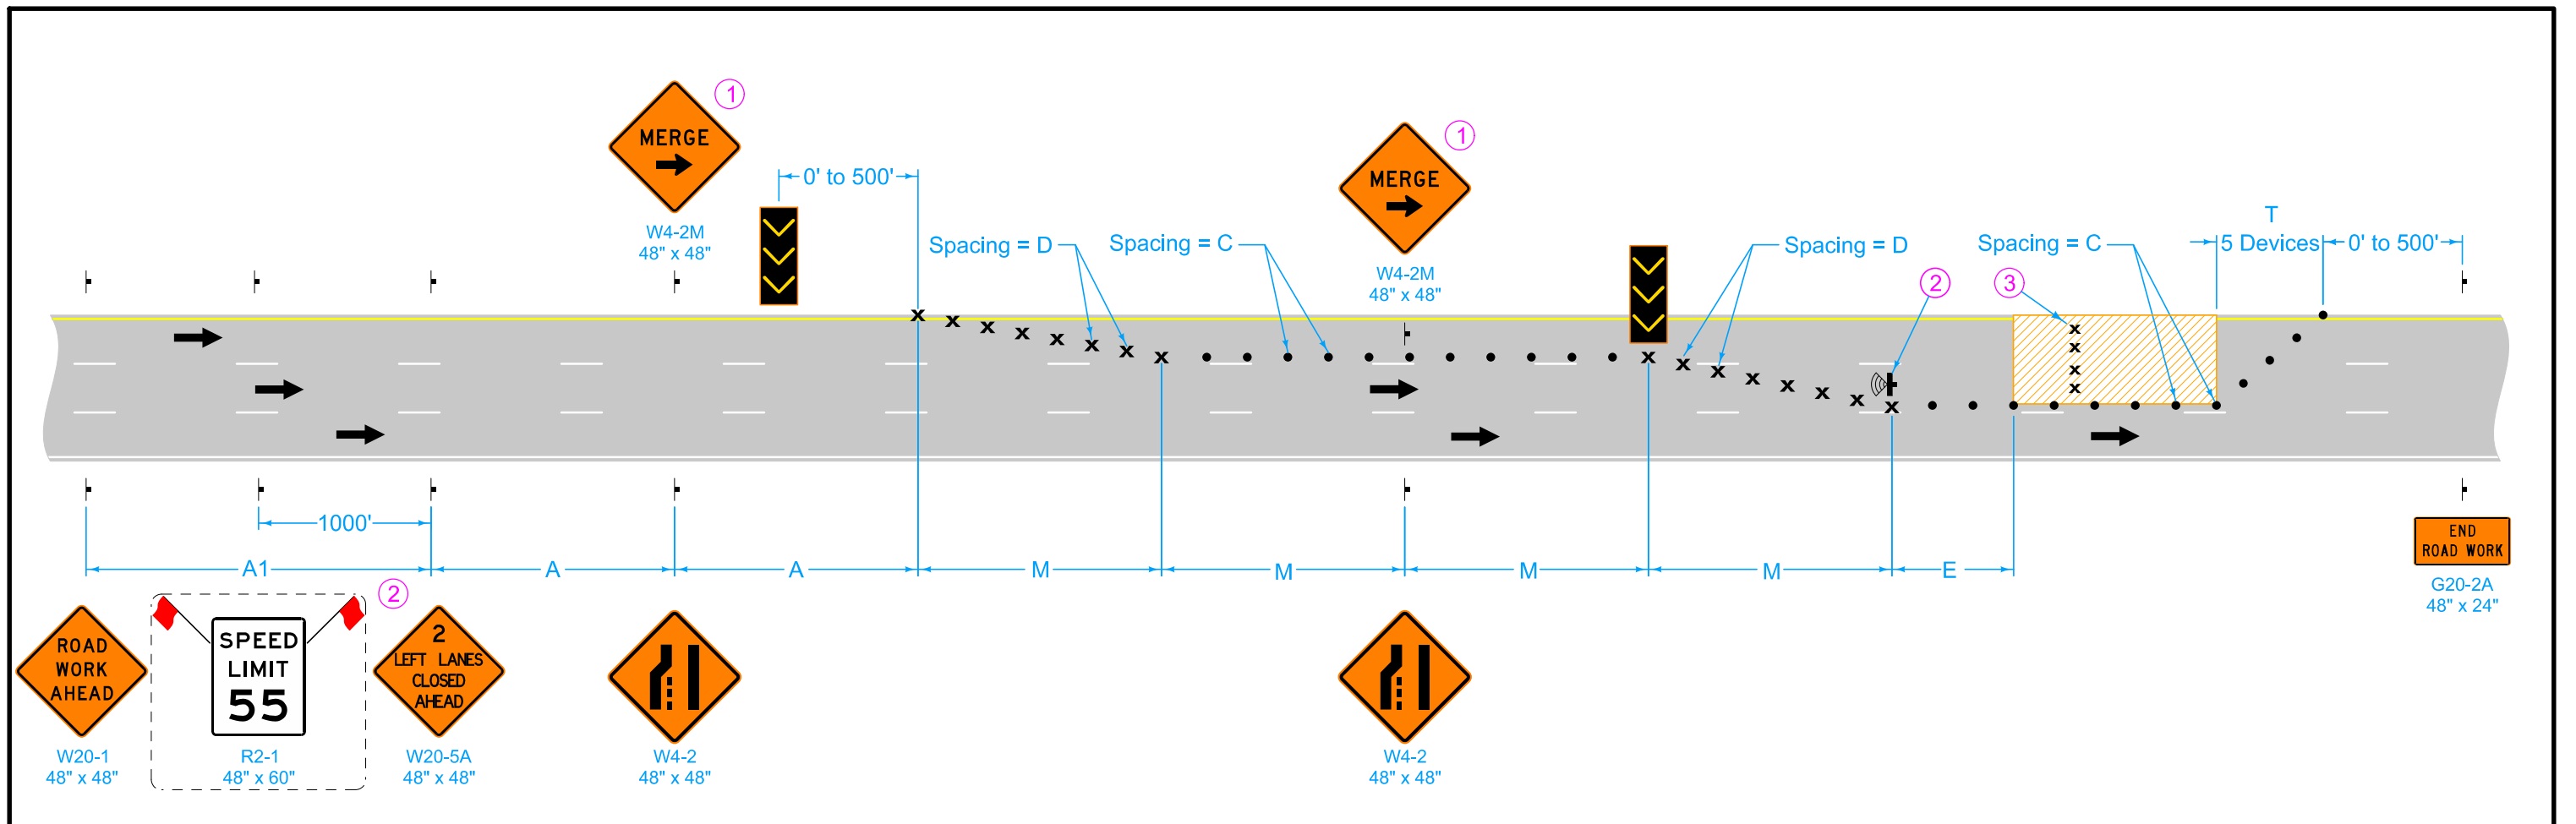 MERGE
1
W4-2M
48" x 48"
0' to 500'
Spacing = D
Spacing = C
MERGE
1
W4-2M
48" x 48"
Spacing = D
2
Spacing = C
3
T
5 Devices
0' to 500'
1000'
A1
A
A
M
M
M
M
E
END
ROAD WORK
G20-2A
48" x 24"
ROAD
WORK
AHEAD
W20-1
48" x 48"
SPEED
LIMIT
55
R2-1
48" x 60"
2
2
LEFT LANES
CLOSED
AHEAD
W20-5A
48" x 48"
W4-2
48" x 48"
W4-2
48" x 48"